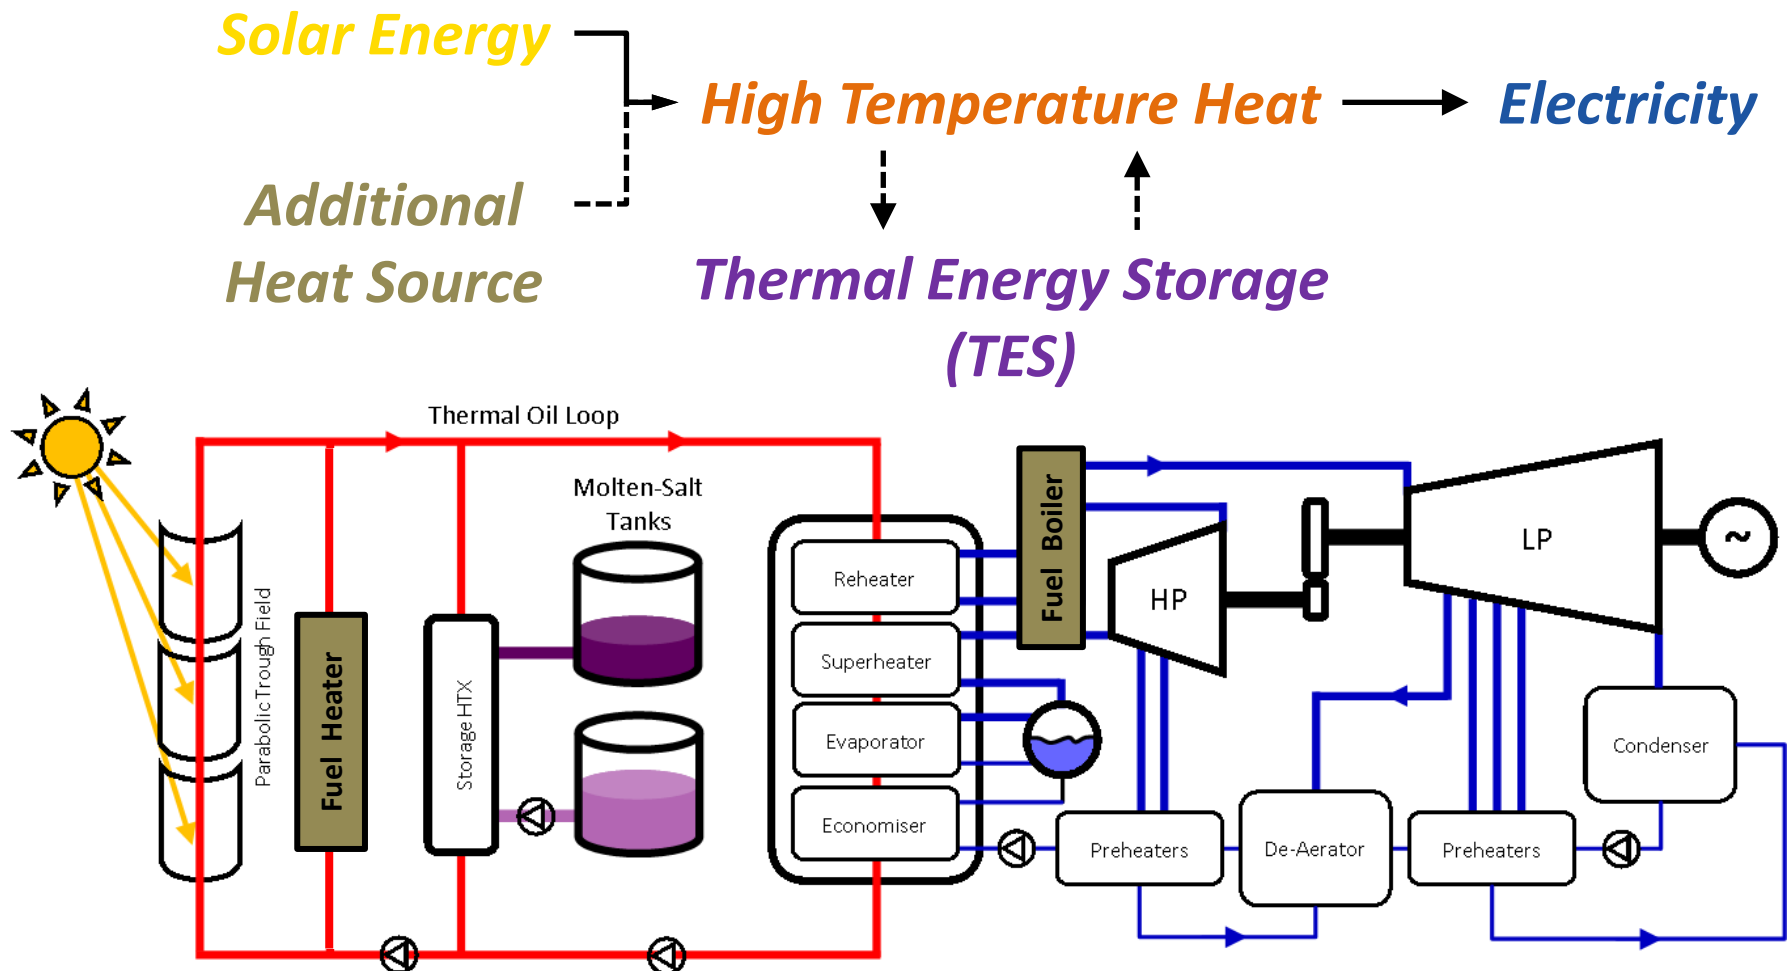 Solar Energy
High Temperature Heat
Electricity
Additional
Heat Source
Thermal Energy Storage
(TES)
Thermal Oil Loop
Molten-Salt
Tanks
Parabolic Trough Field
Fuel Heater
Storage HTX
Reheater
Superheater
Evaporator
Economiser
Fuel Boiler
HP
LP
~
Condenser
Preheaters
De-Aerator
Preheaters